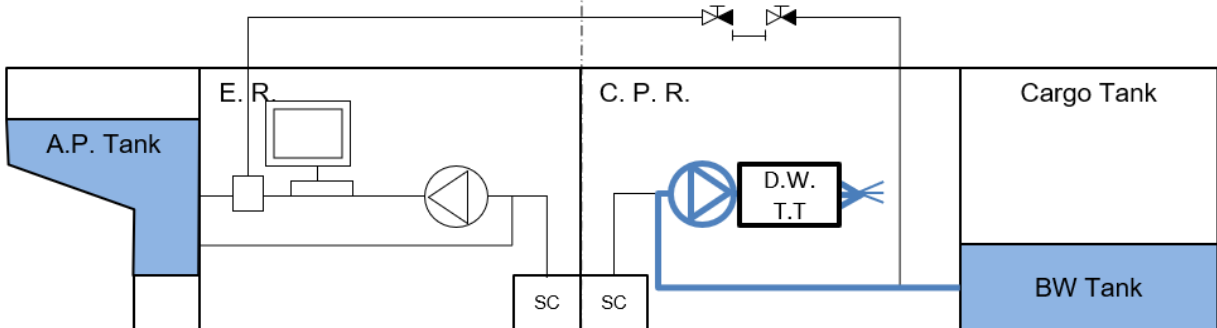 E. R.
C. P. R.
Cargo Tank
A.P. Tank
D.W.
T.T
BW Tank
SC
SC